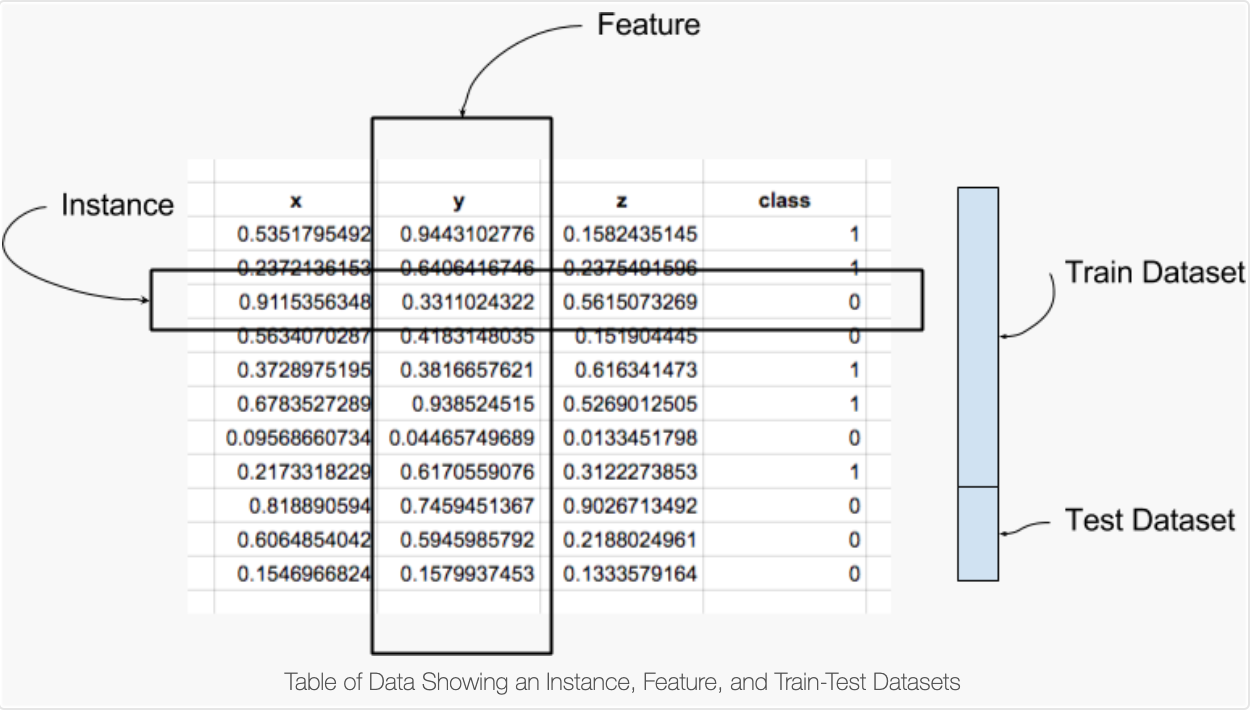 Feature
Instance
x y z class
0.5351795492 0.9443102776 0.1582435145 1
0.2372136153 0.6406416746 0.2375491596 1
0.9115356348 0.3311024322 0.5615073269 0
0.5634070287 0.4183148035 0.151904445 0
0.3728975195 0.3816657621 0.616341473 1
0.6783527289 0.938524515 0.5269012505 1
0.09568660734 0.04465749689 0.0133451798 0
0.2173318229 0.6170559076 0.3122273853 1
0.818890594 0.7459451367 0.9026713492 0
0.6064854042 0.5945985792 0.2188024961 0
0.1546966824 0.1579937453 0.1333579164 0
Train Dataset
Test Dataset
Table of Data Showing an Instance, Feature, and Train-Test Datasets